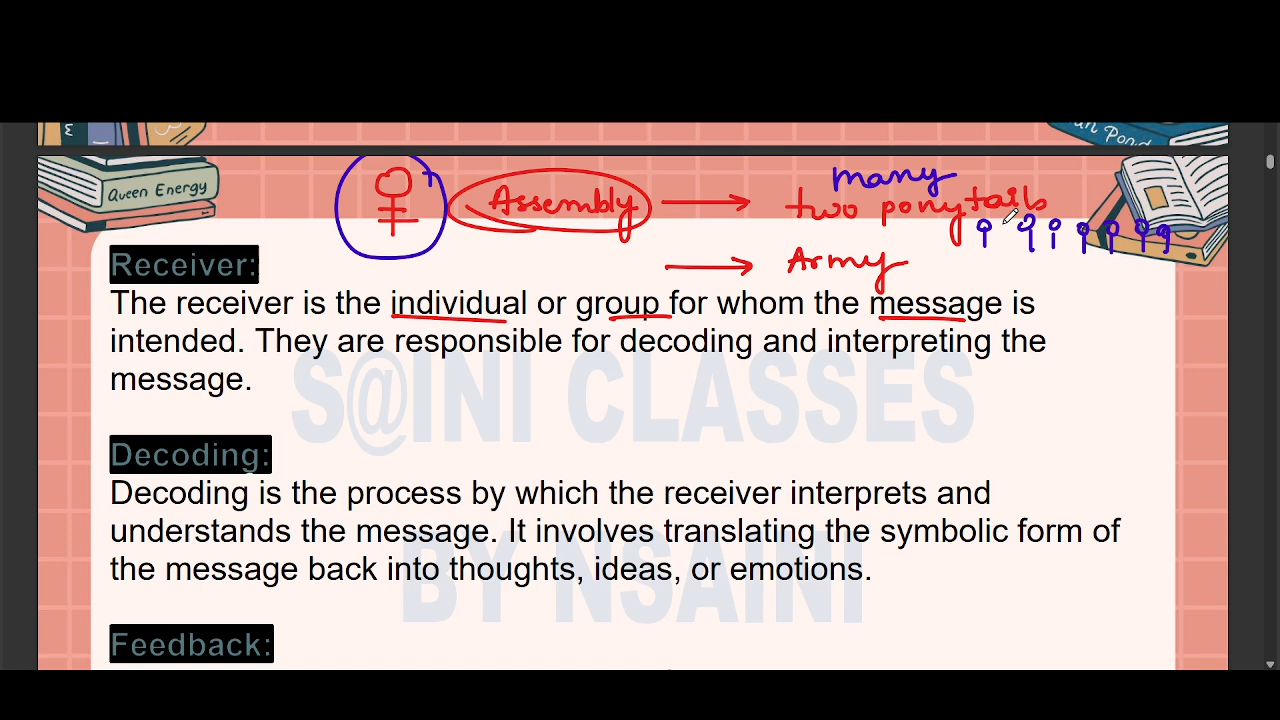 un Pond
Queen Energy
many
Assembly → two ponytails
→ Army
Receiver:
The receiver is the individual or group for whom the message is
intended. They are responsible for decoding and interpreting the
message.
S@INI CLASSES
Decoding:
Decoding is the process by which the receiver interprets and
understands the message. It involves translating the symbolic form of
the message back into thoughts, ideas, or emotions.
BY NSAINI
Feedback: